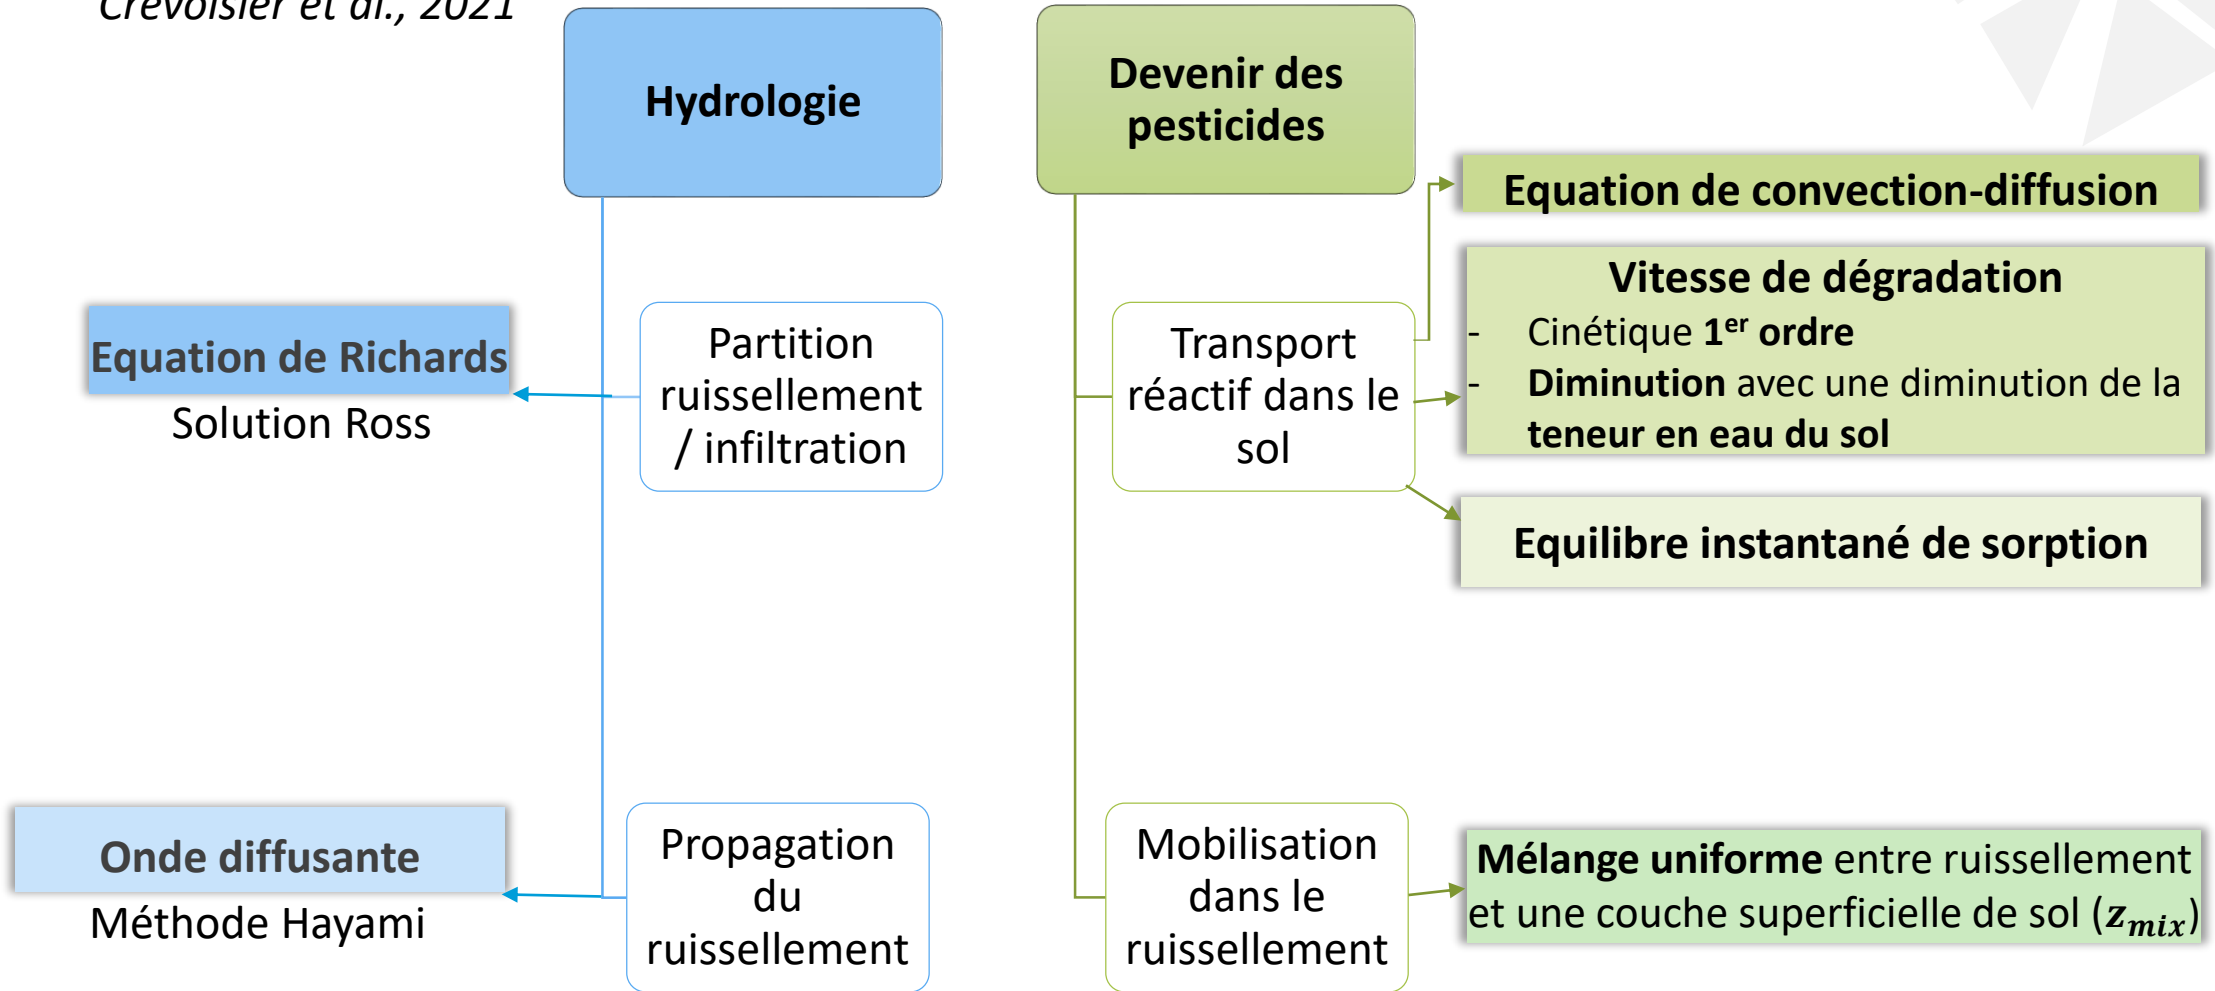 Crevoisier et al., 2021
Hydrologie
Equation de Richards
Solution Ross
Partition
ruissellement
/ infiltration
Onde diffusante
Méthode Hayami
Propagation
du
ruissellement
Devenir des
pesticides
Transport
réactif dans le
sol
Equation de convection-diffusion
Vitesse de dégradation
- Cinétique 1er ordre
- Diminution avec une diminution de la
teneur en eau du sol
Equilibre instantané de sorption
Mobilisation
dans le
ruissellement
Mélange uniforme entre ruissellement
et une couche superficielle de sol (z_mix)